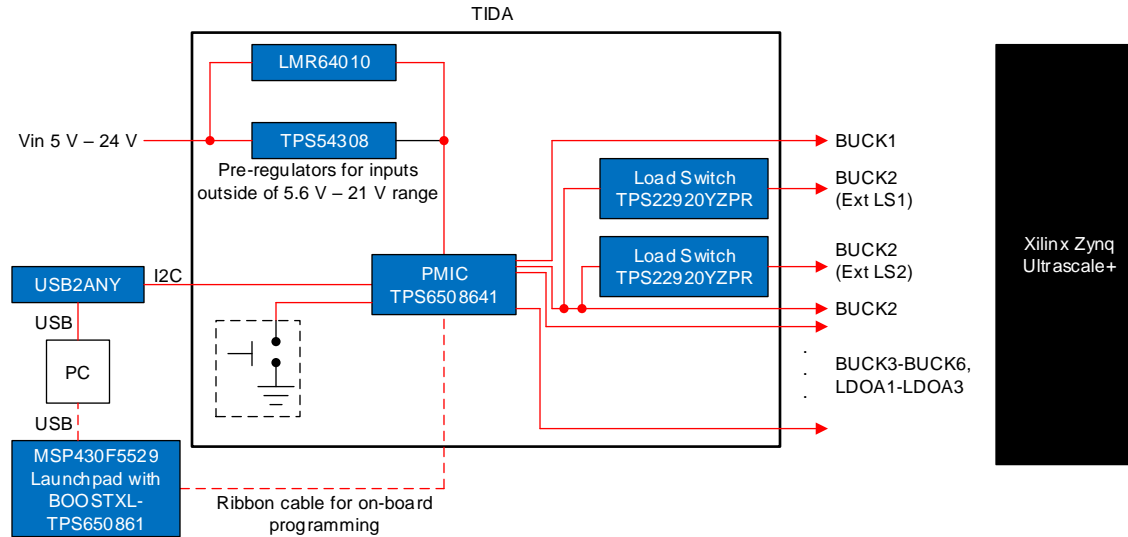 TIDA
LMR64010
Vin 5 V – 24 V
TPS54308
Pre-regulators for inputs
outside of 5.6 V – 21 V range
BUCK1
Load Switch
TPS22920YZPR
BUCK2
(Ext LS1)
Load Switch
TPS22920YZPR
BUCK2
(Ext LS2)
Xilinx Zynq
Ultrascale+
USB2ANY
I2C
PMIC
TPS6508641
BUCK2
USB
PC
BUCK3-BUCK6,
LDOA1-LDOA3
USB
MSP430F5529
Launchpad with
BOOSTXL-
TPS650861
Ribbon cable for on-board
programming